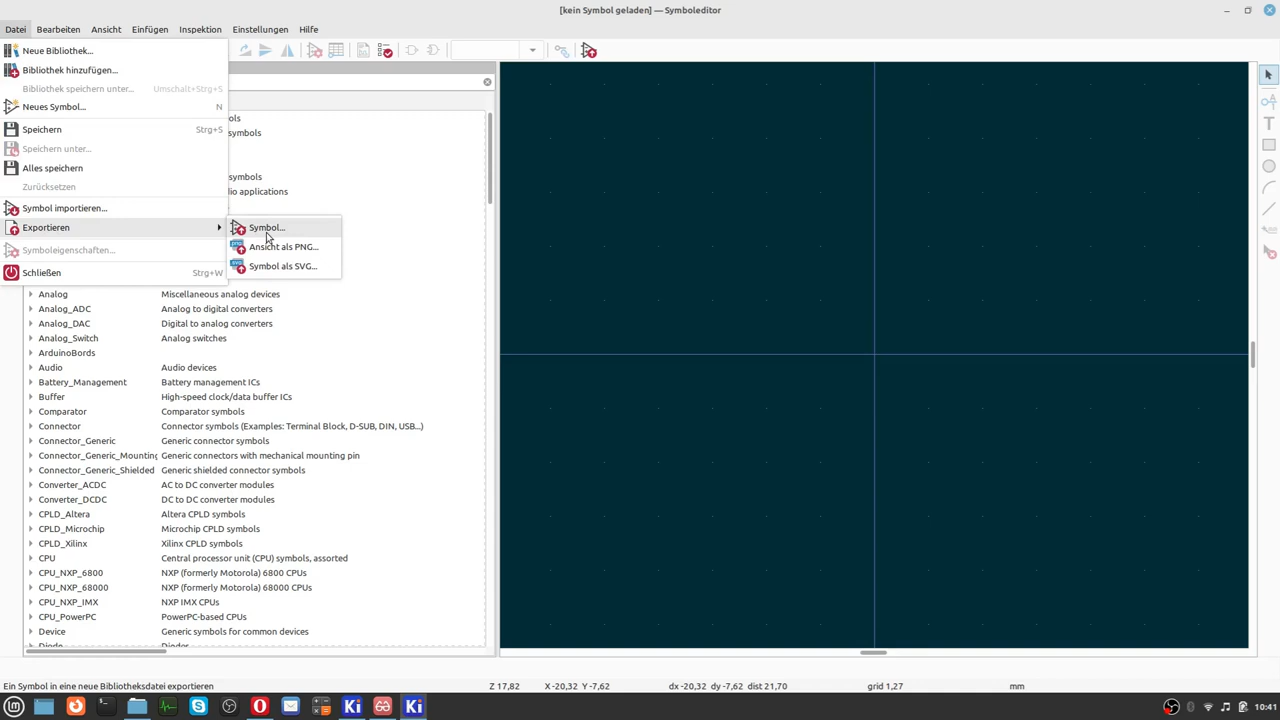 [kein Symbol geladen] — Symboleditor
Datei Bearbeiten Ansicht Einfügen Inspektion Einstellungen Hilfe
Neue Bibliothek...
Bibliothek hinzufügen...
Bibliothek speichern unter... Umschalt+Strg+S
Neues Symbol... N
Speichern Strg+S
Speichern unter...
Alles speichern
Zurücksetzen
Symbol importieren...
Exportieren
Symboleigenschaften...
Schließen Strg+W
Symbol...
Ansicht als PNG...
Symbol als SVG...
ols
symbols
symbols
dio applications
Analog Miscellaneous analog devices
Analog_ADC Analog to digital converters
Analog_DAC Digital to analog converters
Analog_Switch Analog switches
ArduinoBords
Audio Audio devices
Battery_Management Battery management ICs
Buffer High-speed clock/data buffer ICs
Comparator Comparator symbols
Connector Connector symbols (Examples: Terminal Block, D-SUB, DIN, USB...)
Connector_Generic Generic connector symbols
Connector_Generic_Mounting Generic connectors with mechanical mounting pin
Connector_Generic_Shielded Generic shielded connector symbols
Converter_ACDC AC to DC converter modules
Converter_DCDC DC to DC converter modules
CPLD_Altera Altera CPLD symbols
CPLD_Microchip Microchip CPLD symbols
CPLD_Xilinx Xilinx CPLD symbols
CPU Central processor unit (CPU) symbols, assorted
CPU_NXP_6800 NXP (formerly Motorola) 6800 CPUs
CPU_NXP_68000 NXP (formerly Motorola) 68000 CPUs
CPU_NXP_IMX NXP IMX CPUs
CPU_PowerPC PowerPC-based CPUs
Device Generic symbols for common devices
Diode Diodes
Ein Symbol in eine neue Bibliotheksdatei exportieren Z 17,82 X -20,32 Y -7,62 dx -20,32 dy -7,62 dist 21,70 grid 1,27 mm
Ki Ki 10:41